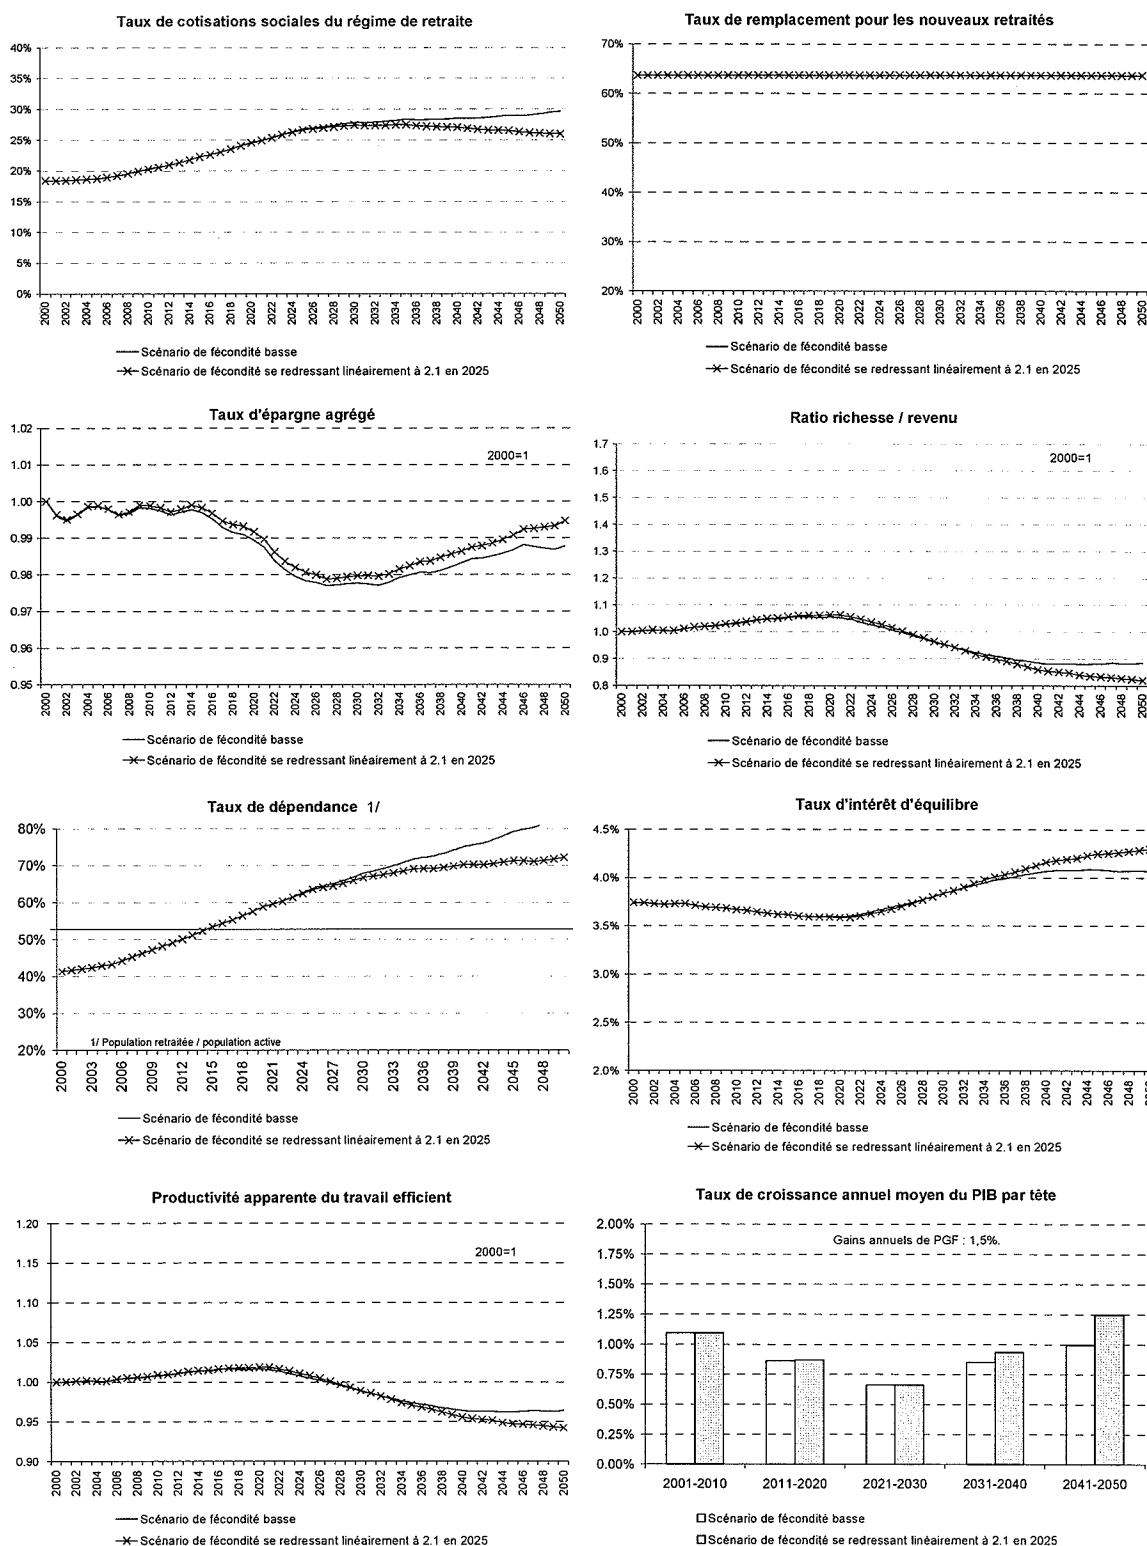 Taux de cotisations sociales du régime de retraite
40%
35%
30%
25%
20%
15%
10%
5%
0%
2000 2002 2004 2006 2008 2010 2012 2014 2016 2018 2020 2022 2024 2026 2028 2030 2032 2034 2036 2038 2040 2042 2044 2046 2048 2050
Scénario de fécondité basse
Scénario de fécondité se redressant linéairement à 2.1 en 2025
Taux de remplacement pour les nouveaux retraités
70%
60%
50%
40%
30%
20%
2000 2002 2004 2006 2008 2010 2012 2014 2016 2018 2020 2022 2024 2026 2028 2030 2032 2034 2036 2038 2040 2042 2044 2046 2048 2050
Scénario de fécondité basse
Scénario de fécondité se redressant linéairement à 2.1 en 2025
Taux d'épargne agrégé
2000=1
1.02
1.01
1.00
0.99
0.98
0.97
0.96
0.95
2000 2002 2004 2006 2008 2010 2012 2014 2016 2018 2020 2022 2024 2026 2028 2030 2032 2034 2036 2038 2040 2042 2044 2046 2048 2050
Scénario de fécondité basse
Scénario de fécondité se redressant linéairement à 2.1 en 2025
Ratio richesse / revenu
2000=1
1.7
1.6
1.5
1.4
1.3
1.2
1.1
1.0
0.9
0.8
2000 2002 2004 2006 2008 2010 2012 2014 2016 2018 2020 2022 2024 2026 2028 2030 2032 2034 2036 2038 2040 2042 2044 2046 2048 2050
Scénario de fécondité basse
Scénario de fécondité se redressant linéairement à 2.1 en 2025
Taux de dépendance 1/
80%
70%
60%
50%
40%
30%
20%
1/ Population retraitée / population active
2000 2003 2006 2009 2012 2015 2018 2021 2024 2027 2030 2033 2036 2039 2042 2045 2048
Scénario de fécondité basse
Scénario de fécondité se redressant linéairement à 2.1 en 2025
Taux d'intérêt d'équilibre
4.5%
4.0%
3.5%
3.0%
2.5%
2.0%
2000 2002 2004 2006 2008 2010 2012 2014 2016 2018 2020 2022 2024 2026 2028 2030 2032 2034 2036 2038 2040 2042 2044 2046 2048
Scénario de fécondité basse
Scénario de fécondité se redressant linéairement à 2.1 en 2025
Productivité apparente du travail efficient
2000=1
1.20
1.15
1.10
1.05
1.00
0.95
0.90
2000 2002 2004 2006 2008 2010 2012 2014 2016 2018 2020 2022 2024 2026 2028 2030 2032 2034 2036 2038 2040 2042 2044 2046 2048 2050
Scénario de fécondité basse
Scénario de fécondité se redressant linéairement à 2.1 en 2025
Taux de croissance annuel moyen du PIB par tête
Gains annuels de PGF : 1,5%.
2.00%
1.75%
1.50%
1.25%
1.00%
0.75%
0.50%
0.25%
0.00%
2001-2010 2011-2020 2021-2030 2031-2040 2041-2050
Scénario de fécondité basse
Scénario de fécondité se redressant linéairement à 2.1 en 2025